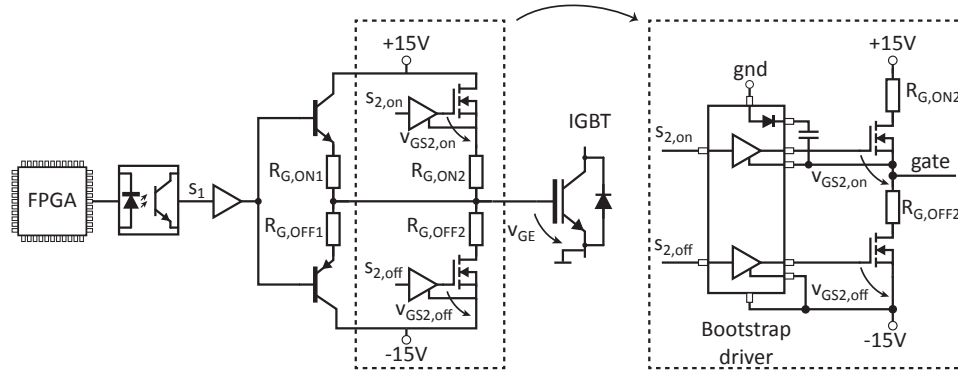 FPGA
s1
+15V
s2,on
vGS2,on
RG,ON1
RG,ON2
RG,OFF1
RG,OFF2
s2,off
vGS2,off
-15V
IGBT
vGE
gnd
+15V
RG,ON2
s2,on
vGS2,on
gate
RG,OFF2
s2,off
vGS2,off
Bootstrap
driver
-15V